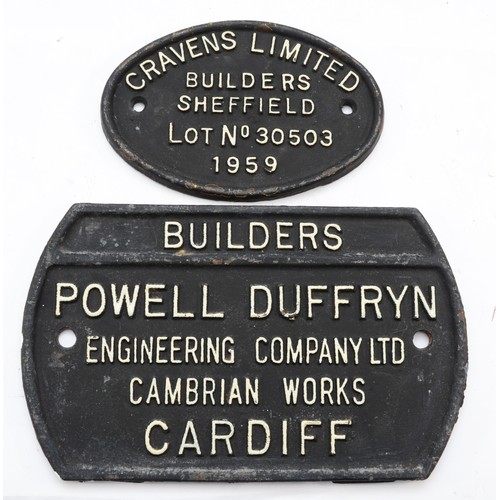 CRAVENS LIMITED
BUILDERS
SHEFFIELD
LOT Nº 30503
1959
BUILDERS
POWELL DUFFRYN
ENGINEERING COMPANY LTD
CAMBRIAN WORKS
CARDIFF